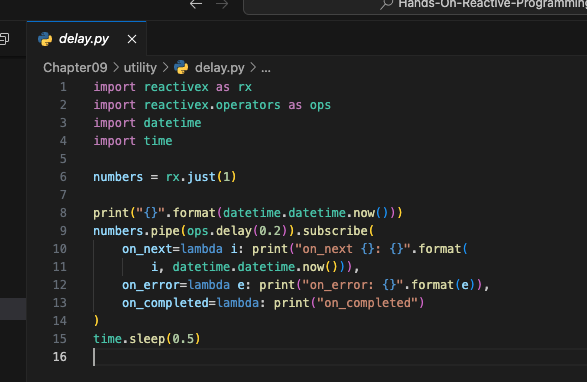 Hands-On-Reactive-Programming
delay.py
Chapter09 > utility > delay.py > ...
1 import reactivex as rx
2 import reactivex.operators as ops
3 import datetime
4 import time
5
6 numbers = rx.just(1)
7
8 print("{}".format(datetime.datetime.now()))
9 numbers.pipe(ops.delay(0.2)).subscribe(
10     on_next=lambda i: print("on_next {}: {}".format(
11         i, datetime.datetime.now())),
12     on_error=lambda e: print("on_error: {}".format(e)),
13     on_completed=lambda: print("on_completed")
14 )
15 time.sleep(0.5)
16